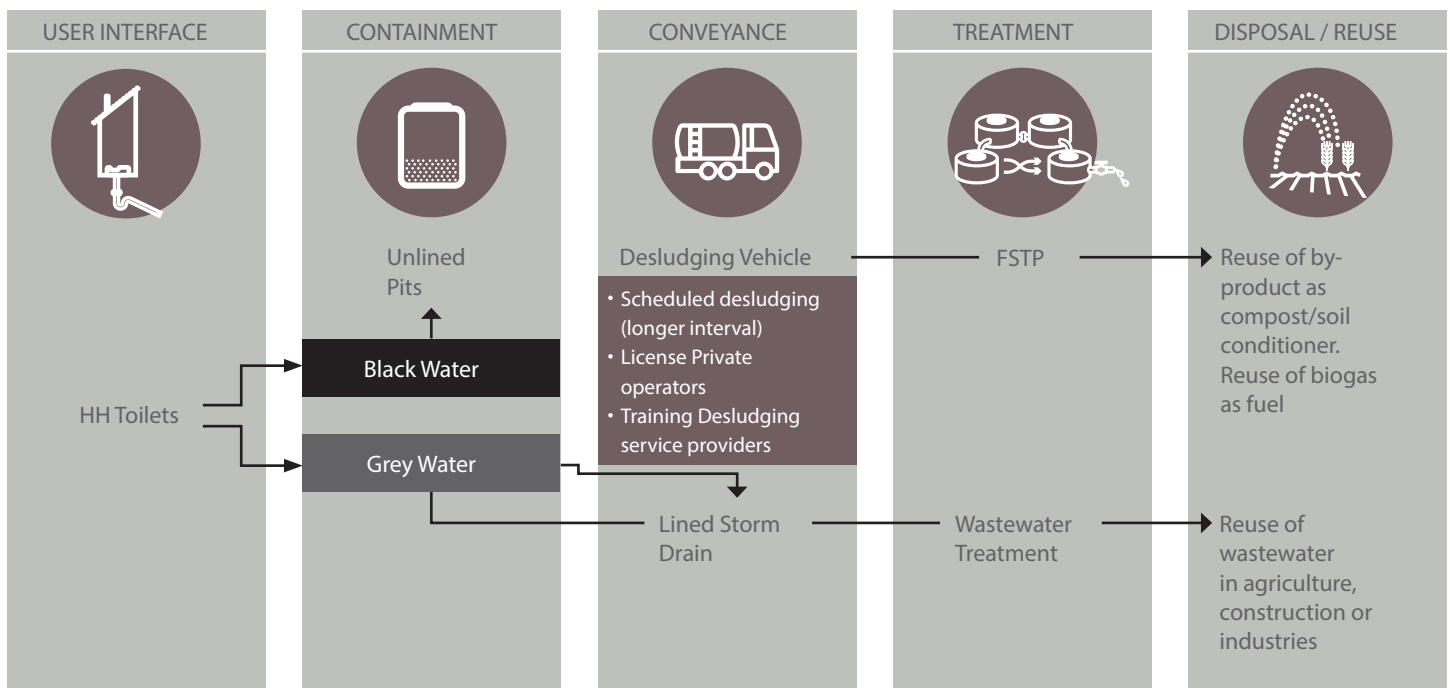 USER INTERFACE
CONTAINMENT
CONVEYANCE
TREATMENT
DISPOSAL / REUSE
HH Toilets
Unlined
Pits
Black Water
Grey Water
Desludging Vehicle
• Scheduled desludging
(longer interval)
• License Private
operators
• Training Desludging
service providers
Lined Storm
Drain
FSTP
Wastewater
Treatment
Reuse of by-
product as
compost/soil
conditioner.
Reuse of biogas
as fuel
Reuse of
wastewater
in agriculture,
construction or
industries